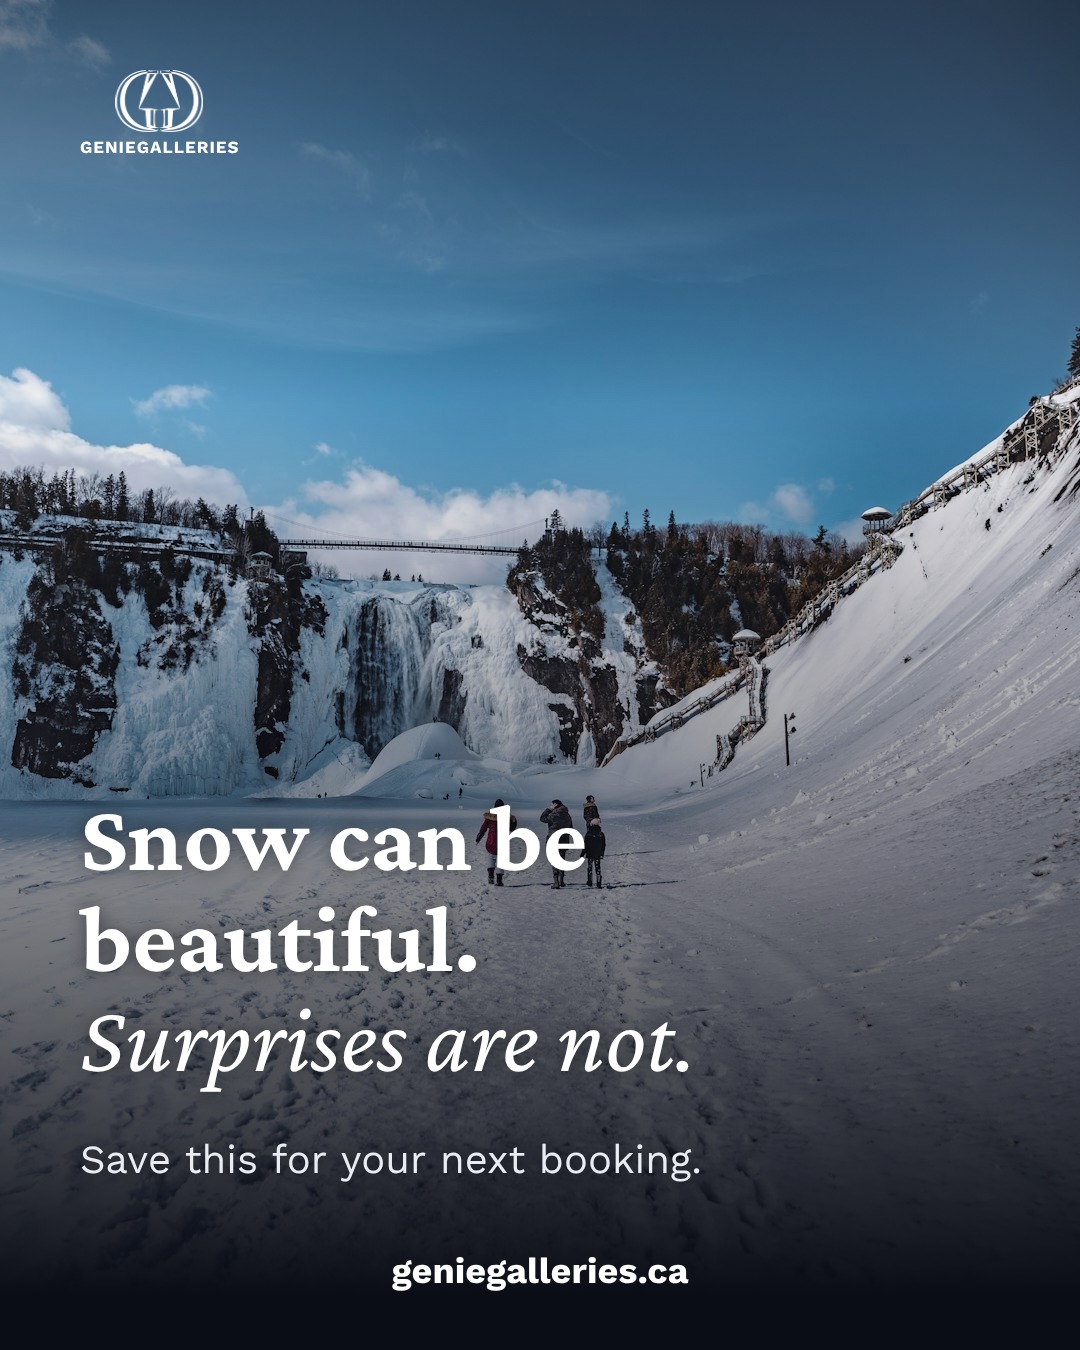 GENIEGALLERIES
Snow can be
beautiful.
Surprises are not.
Save this for your next booking.
geniegalleries.ca